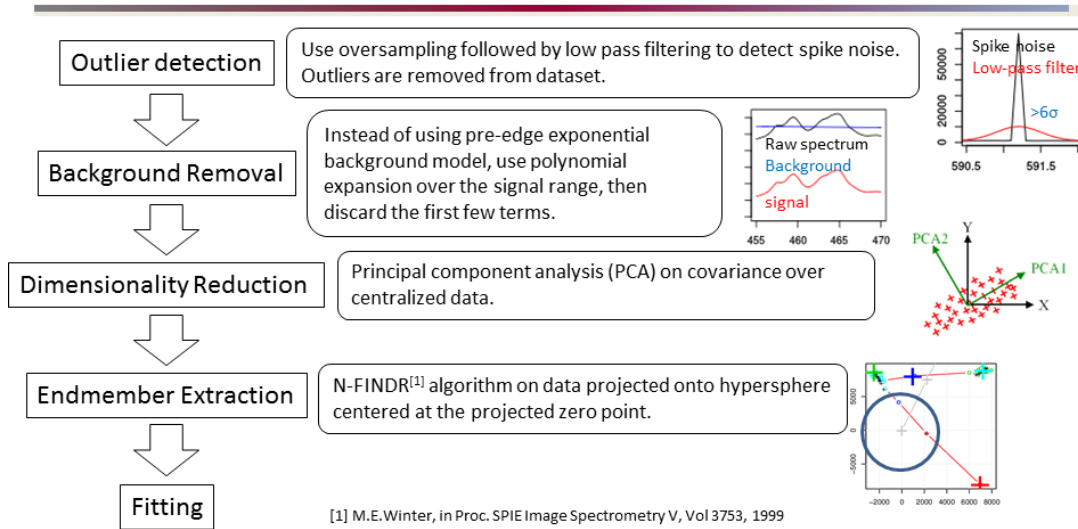 Outlier detection
Use oversampling followed by low pass filtering to detect spike noise.
Outliers are removed from dataset.
Spike noise
Low-pass filter
>6σ
0
10000
20000
30000
50000
590.5
591.5
Background Removal
Instead of using pre-edge exponential
background model, use polynomial
expansion over the signal range, then
discard the first few terms.
Raw spectrum
Background
signal
455
460
465
470
Dimensionality Reduction
Principal component analysis (PCA) on covariance over
centralized data.
Y
PCA2
PCA1
X
Endmember Extraction
N-FINDR[1] algorithm on data projected onto hypersphere
centered at the projected zero point.
5000
0
-5000
-2000
0
2000
4000
6000
8000
Fitting
[1] M.E.Winter, in Proc. SPIE Image Spectrometry V, Vol 3753, 1999